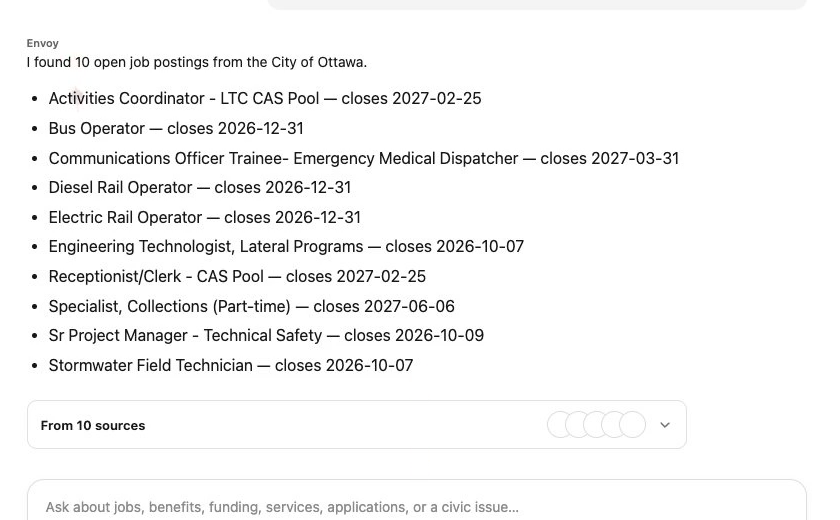 Envoy
I found 10 open job postings from the City of Ottawa.
• Activities Coordinator - LTC CAS Pool — closes 2027-02-25
• Bus Operator — closes 2026-12-31
• Communications Officer Trainee- Emergency Medical Dispatcher — closes 2027-03-31
• Diesel Rail Operator — closes 2026-12-31
• Electric Rail Operator — closes 2026-12-31
• Engineering Technologist, Lateral Programs — closes 2026-10-07
• Receptionist/Clerk - CAS Pool — closes 2027-02-25
• Specialist, Collections (Part-time) — closes 2027-06-06
• Sr Project Manager - Technical Safety — closes 2026-10-09
• Stormwater Field Technician — closes 2026-10-07
From 10 sources
Ask about jobs, benefits, funding, services, applications, or a civic issue...